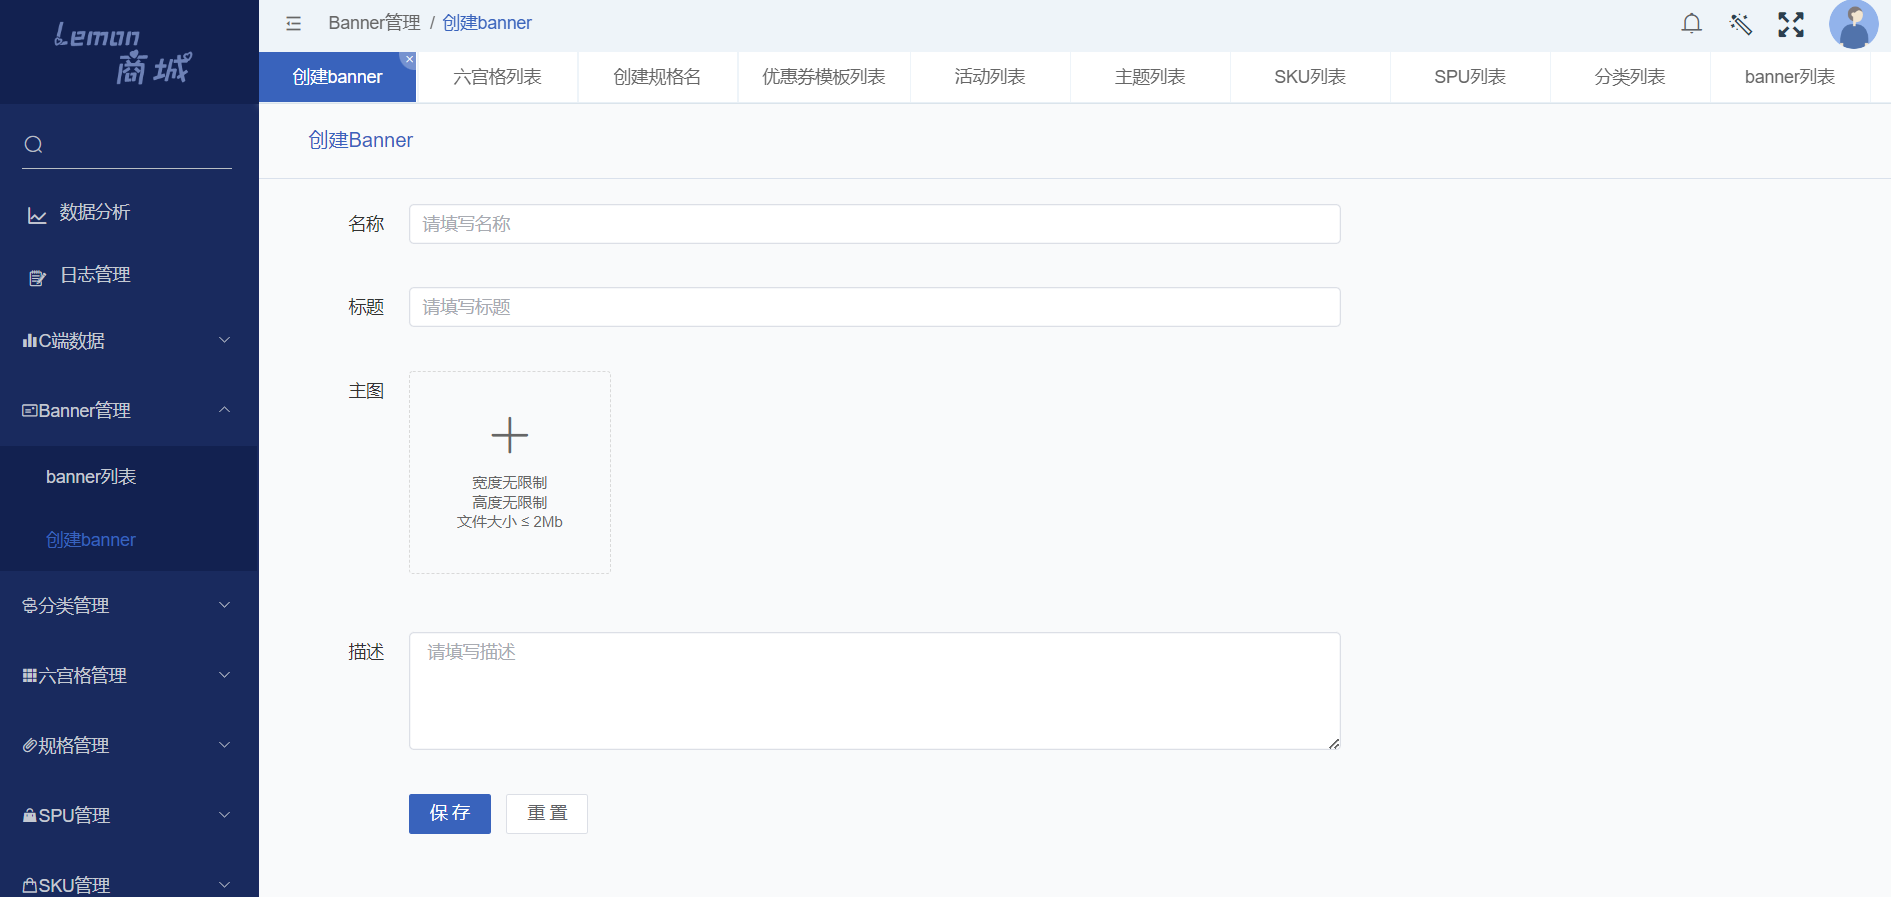 Lemon
商城
数据分析
日志管理
C端数据
Banner管理
banner列表
创建banner
分类管理
六宫格管理
规格管理
SPU管理
SKU管理
Banner管理 / 创建banner
创建banner
六宫格列表
创建规格名
优惠券模板列表
活动列表
主题列表
SKU列表
SPU列表
分类列表
banner列表
创建Banner
名称
请填写名称
标题
请填写标题
主图
宽度无限制
高度无限制
文件大小 ≤ 2Mb
描述
请填写描述
保存
重置